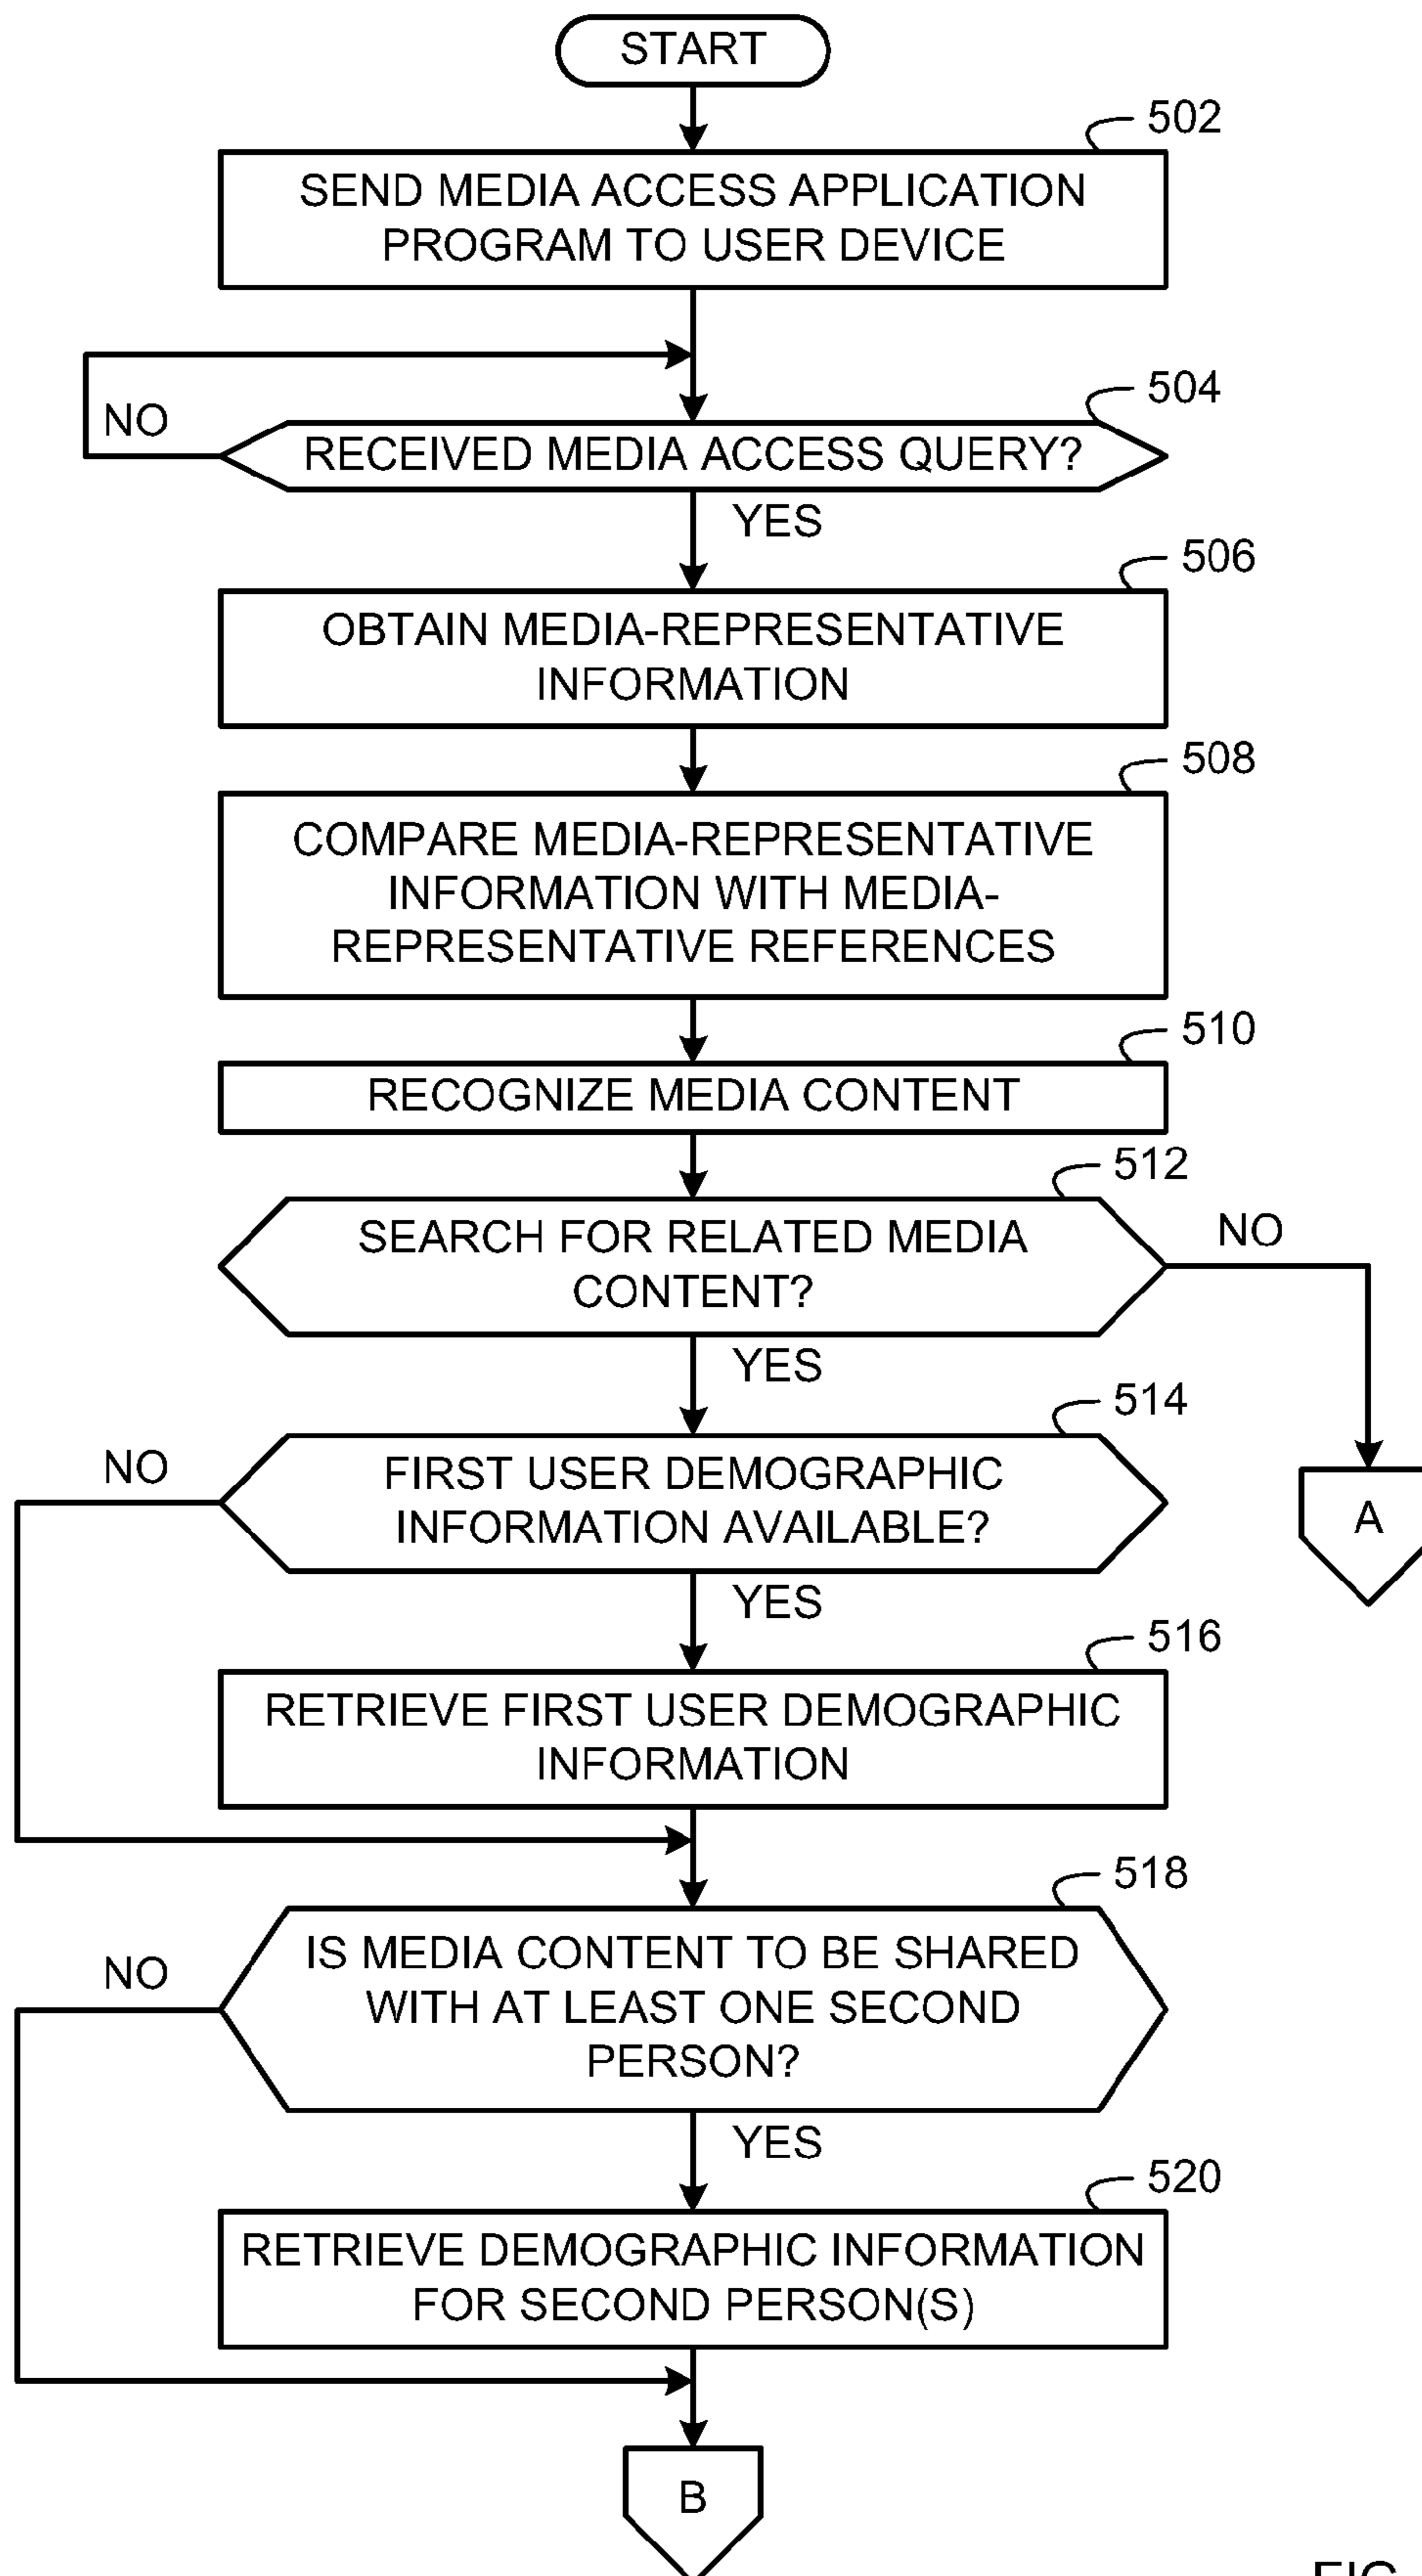 START
502
SEND MEDIA ACCESS APPLICATION
PROGRAM TO USER DEVICE
504
NO
RECEIVED MEDIA ACCESS QUERY?
YES
506
OBTAIN MEDIA-REPRESENTATIVE
INFORMATION
508
COMPARE MEDIA-REPRESENTATIVE
INFORMATION WITH MEDIA-
REPRESENTATIVE REFERENCES
510
RECOGNIZE MEDIA CONTENT
512
SEARCH FOR RELATED MEDIA
CONTENT?
NO
YES
514
NO
FIRST USER DEMOGRAPHIC
INFORMATION AVAILABLE?
A
YES
516
RETRIEVE FIRST USER DEMOGRAPHIC
INFORMATION
518
NO
IS MEDIA CONTENT TO BE SHARED
WITH AT LEAST ONE SECOND
PERSON?
YES
520
RETRIEVE DEMOGRAPHIC INFORMATION
FOR SECOND PERSON(S)
B